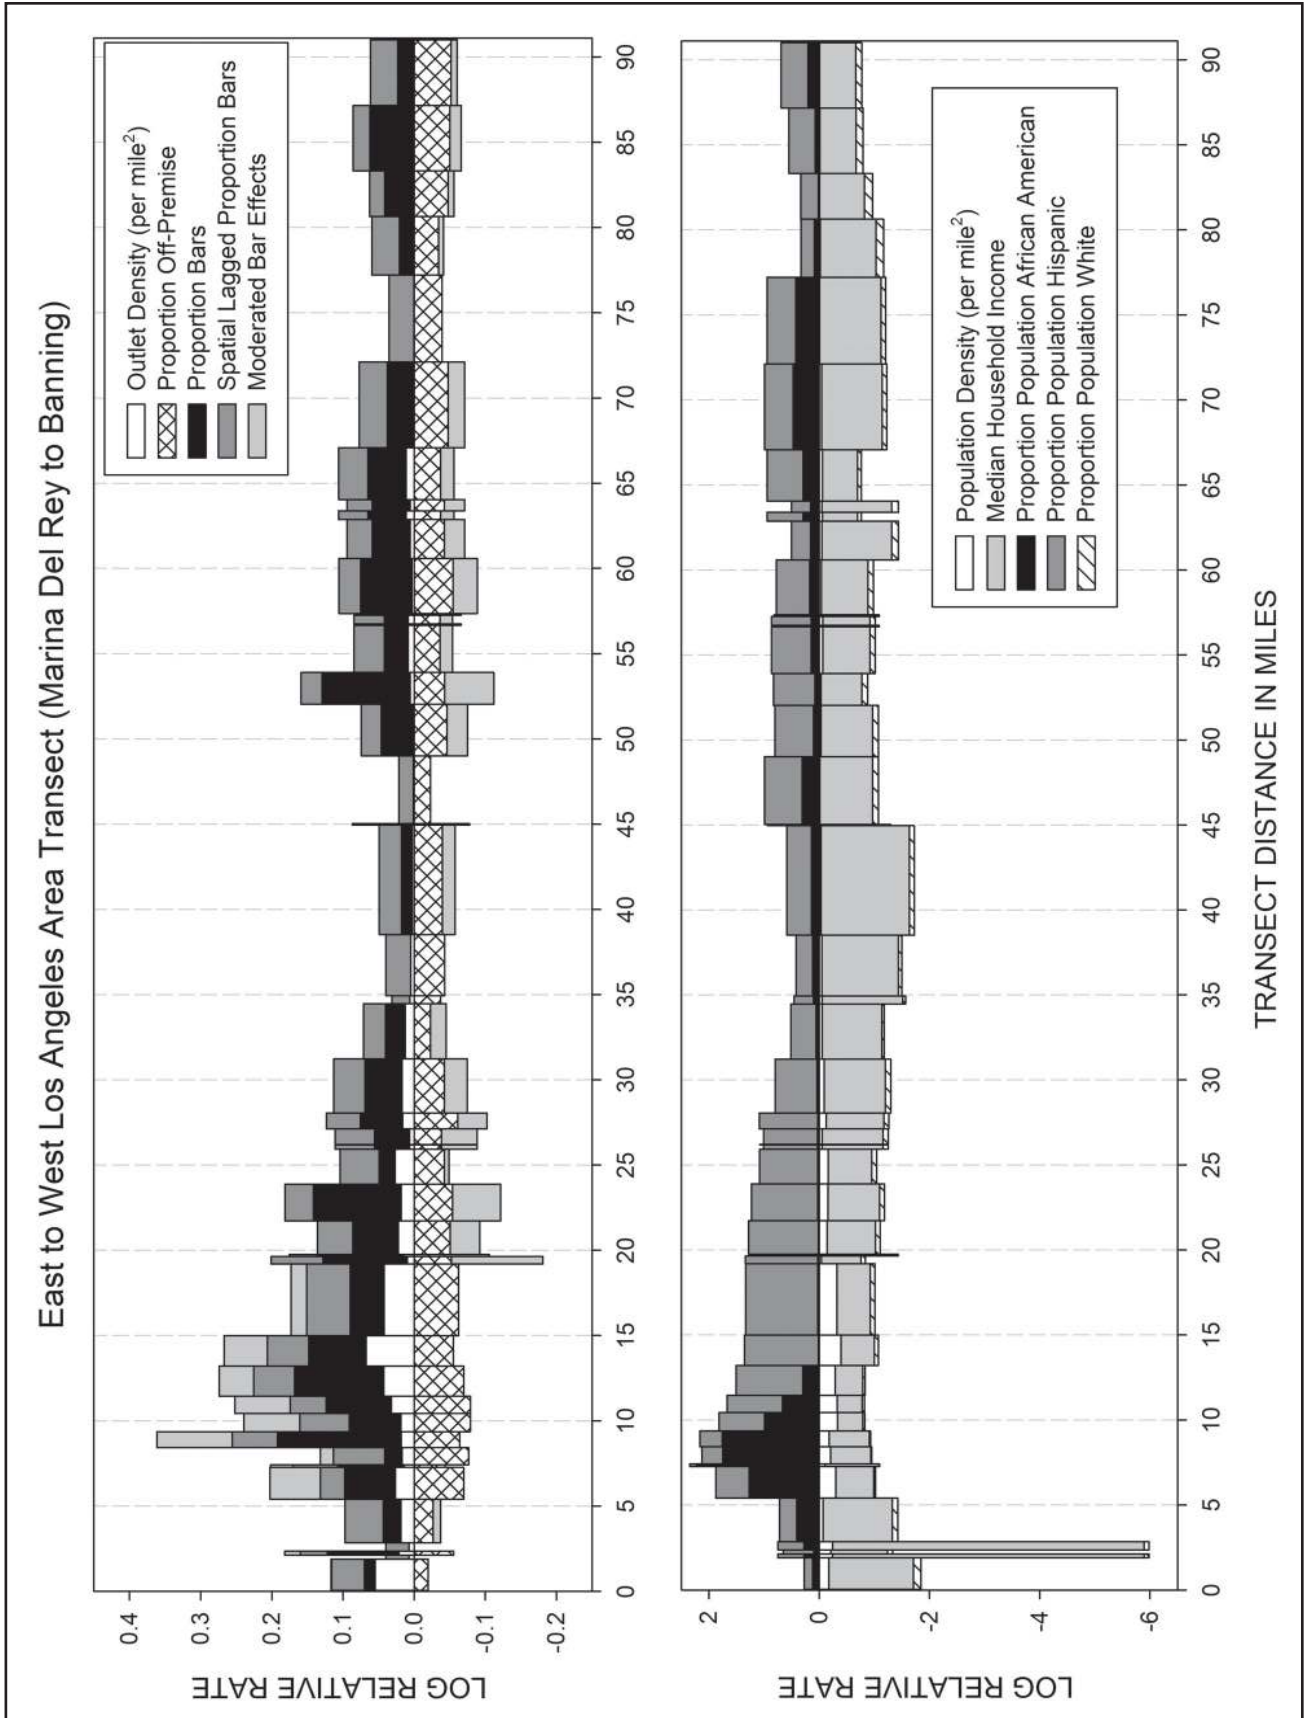 East to West Los Angeles Area Transect (Marina Del Rey to Banning)
LOG RELATIVE RATE
0.4
0.3
0.2
0.1
0.0
-0.1
-0.2
Outlet Density (per mile²)
Proportion Off-Premise
Proportion Bars
Spatial Lagged Proportion Bars
Moderated Bar Effects
0 5 10 15 20 25 30 35 40 45 50 55 60 65 70 75 80 85 90
LOG RELATIVE RATE
2
0
-2
-4
-6
Population Density (per mile²)
Median Household Income
Proportion Population African American
Proportion Population Hispanic
Proportion Population White
0 5 10 15 20 25 30 35 40 45 50 55 60 65 70 75 80 85 90
TRANSECT DISTANCE IN MILES